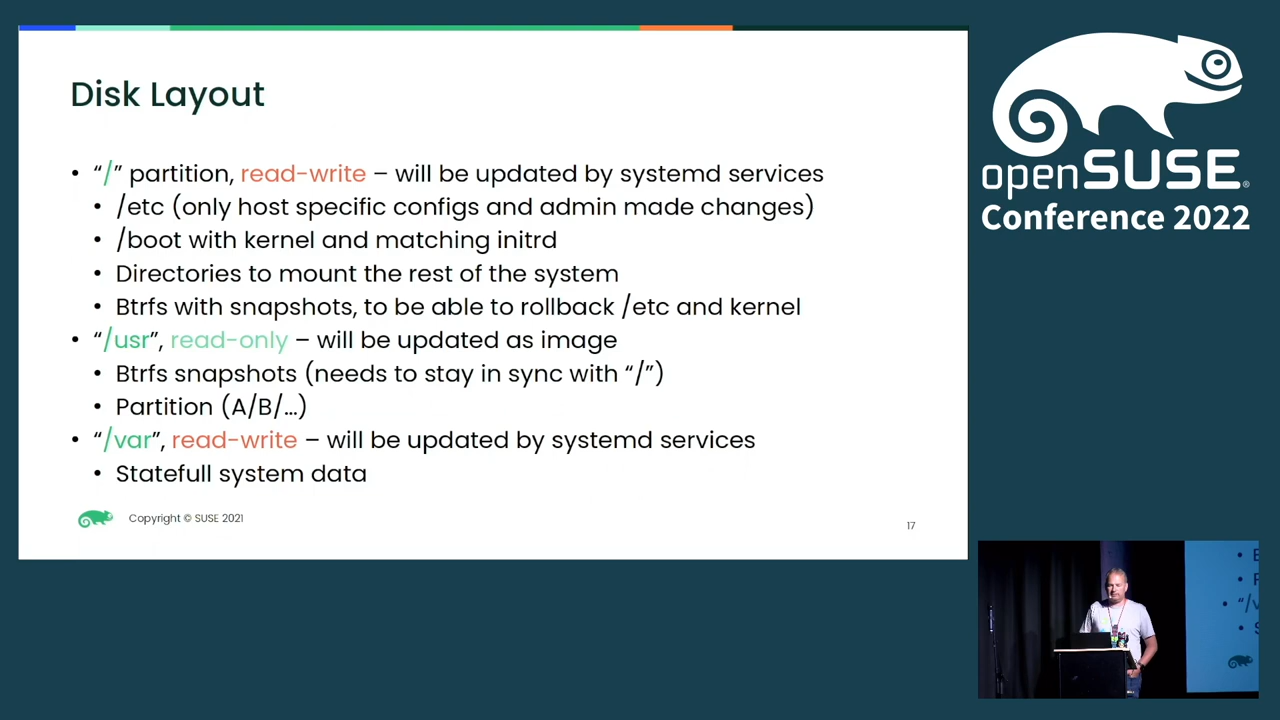 Disk Layout
• “/” partition, read-write – will be updated by systemd services
• /etc (only host specific configs and admin made changes)
• /boot with kernel and matching initrd
• Directories to mount the rest of the system
• Btrfs with snapshots, to be able to rollback /etc and kernel
• “/usr”, read-only – will be updated as image
• Btrfs snapshots (needs to stay in sync with “/”)
• Partition (A/B/…)
• “/var”, read-write – will be updated by systemd services
• Statefull system data
Copyright © SUSE 2021
17
openSUSE®
Conference 2022
“/v